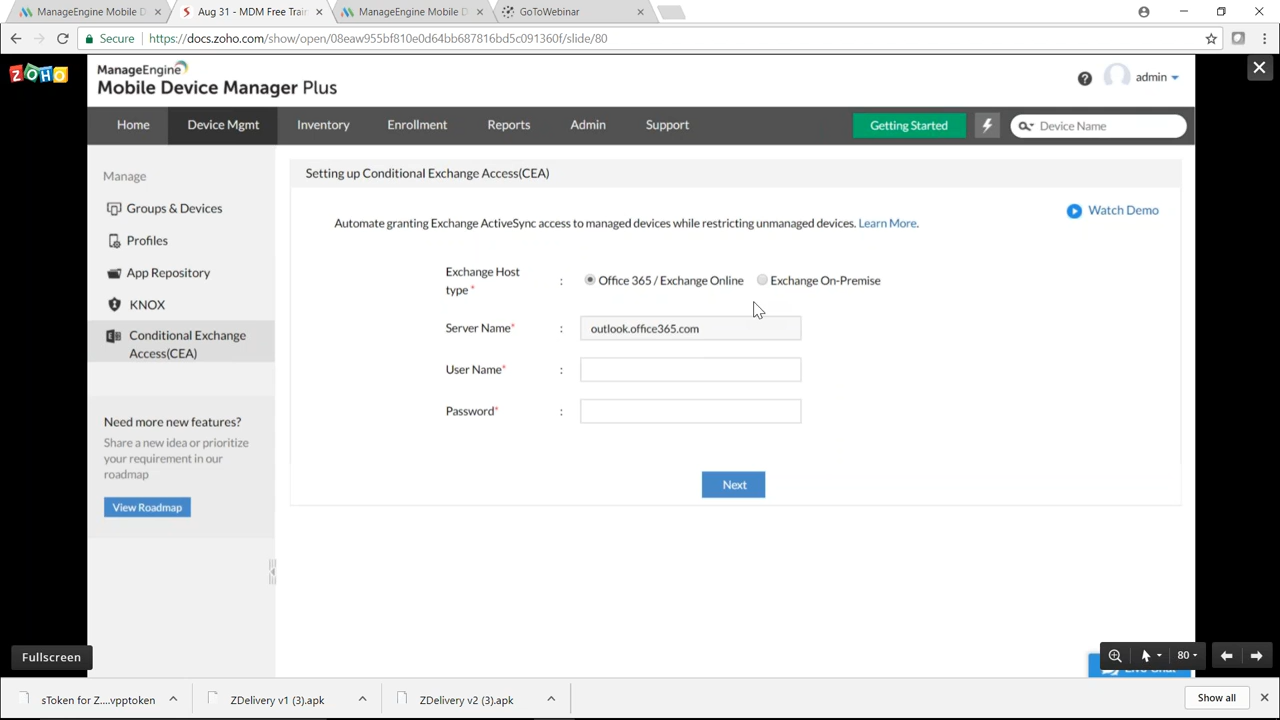 ManageEngine Mobile D
Aug 31 - MDM Free Trair
ManageEngine Mobile D
GoToWebinar
Secure
https://docs.zoho.com/show/open/08eaw955bf810e0d64bb687816bd5c091360f/slide/80
ZOHO
ManageEngine
Mobile Device Manager Plus
admin
Home
Device Mgmt
Inventory
Enrollment
Reports
Admin
Support
Getting Started
Device Name
Manage
Groups & Devices
Profiles
App Repository
KNOX
Conditional Exchange
Access(CEA)
Need more new features?
Share a new idea or prioritize
your requirement in our
roadmap
View Roadmap
Setting up Conditional Exchange Access(CEA)
Watch Demo
Automate granting Exchange ActiveSync access to managed devices while restricting unmanaged devices. Learn More.
Exchange Host
type * : Office 365 / Exchange Online Exchange On-Premise
Server Name* : outlook.office365.com
User Name* :
Password* :
Next
Fullscreen
80
Live Chat
sToken for Z....vpptoken
ZDelivery v1 (3).apk
ZDelivery v2 (3).apk
Show all